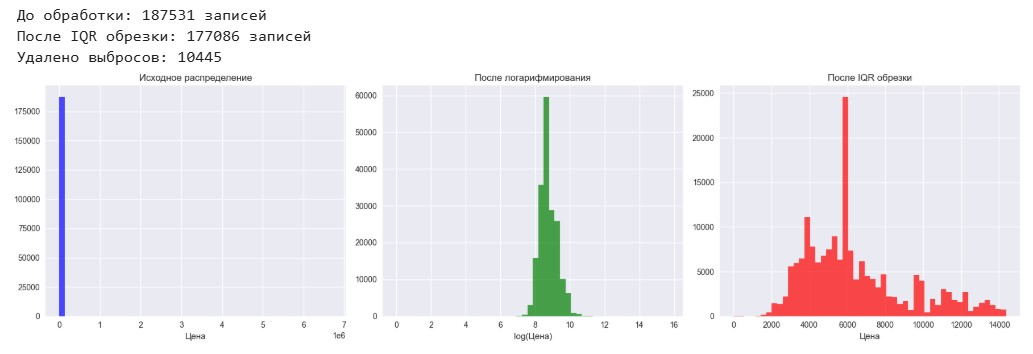 До обработки: 187531 записей
После IQR обрезки: 177086 записей
Удалено выбросов: 10445
Исходное распределение
175000
150000
125000
100000
75000
50000
25000
0
0 1 2 3 4 5 6 7
1e6
Цена
После логарифмирования
60000
50000
40000
30000
20000
10000
0
0 2 4 6 8 10 12 14 16
log(Цена)
После IQR обрезки
25000
20000
15000
10000
5000
0
0 2000 4000 6000 8000 10000 12000 14000
Цена